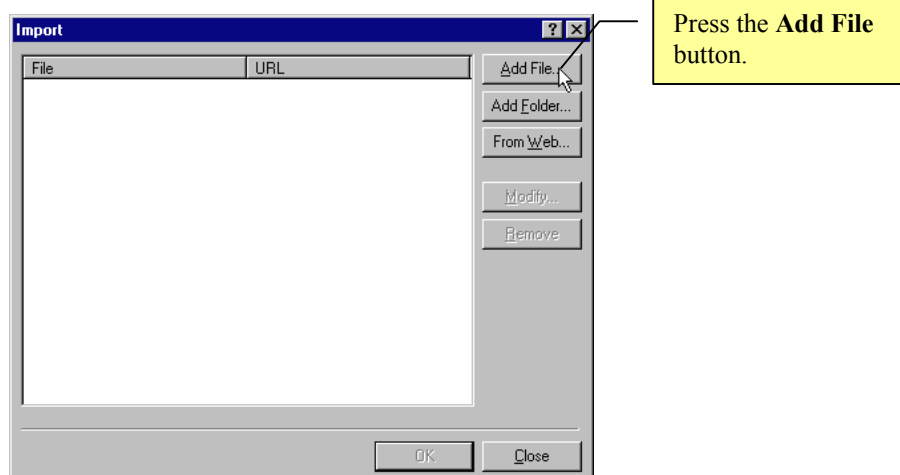 Import
Press the Add File
button.
File URL
Add File...
Add Folder...
From Web...
Modify...
Remove
OK Close